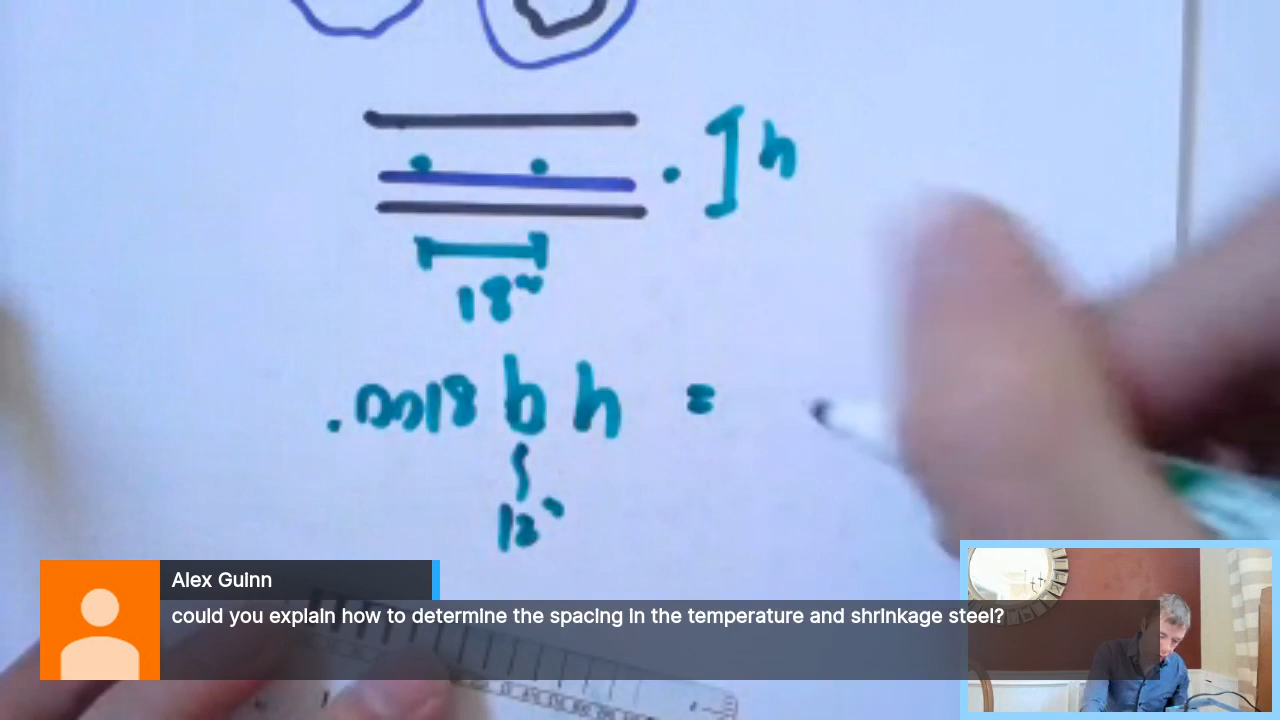 h
18"
.0018 b h =
12"
Alex Guinn
could you explain how to determine the spacing in the temperature and shrinkage steel?